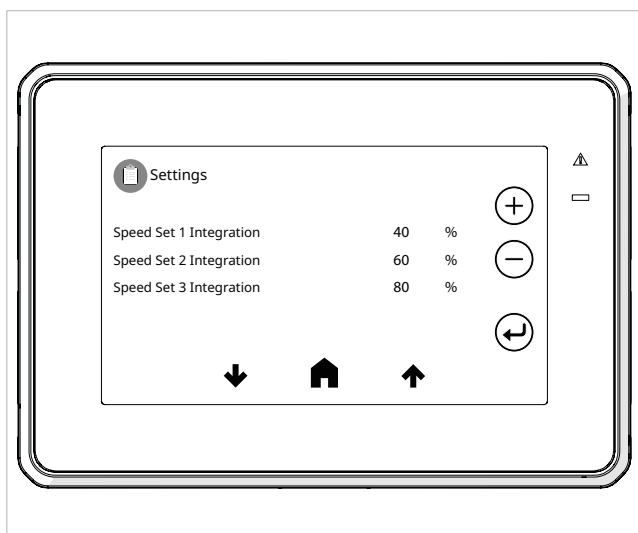 Settings
Speed Set 1 Integration 40 %
Speed Set 2 Integration 60 %
Speed Set 3 Integration 80 %